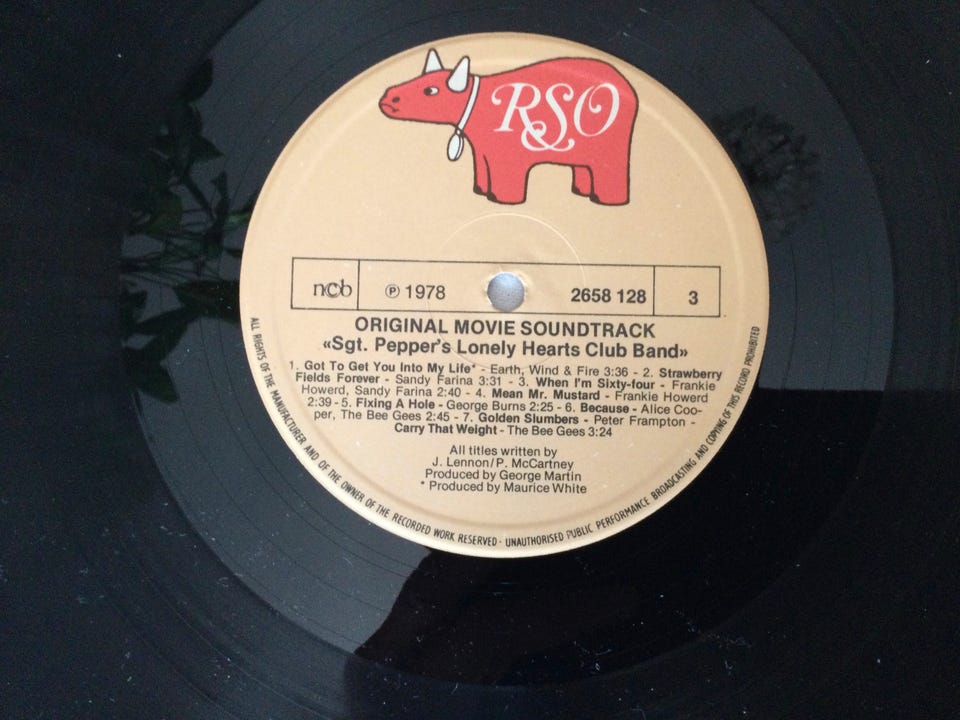 RSO
ncb ℗ 1978 2658 128 3
ORIGINAL MOVIE SOUNDTRACK
«Sgt. Pepper's Lonely Hearts Club Band»
1. Got To Get You Into My Life* - Earth, Wind & Fire 3:36 - 2. Strawberry
Fields Forever - Sandy Farina 3:31 - 3. When I'm Sixty-four - Frankie
Howerd, Sandy Farina 2:40 - 4. Mean Mr. Mustard - Frankie Howerd
2:39 - 5. Fixing A Hole - George Burns 2:25 - 6. Because - Alice Coo-
per, The Bee Gees 2:45 - 7. Golden Slumbers - Peter Frampton -
Carry That Weight - The Bee Gees 3:24
All titles written by
J. Lennon/P. McCartney
Produced by George Martin
* Produced by Maurice White
ALL RIGHTS OF THE MANUFACTURER AND OF THE OWNER OF THE RECORDED WORK RESERVED · UNAUTHORISED PUBLIC PERFORMANCE BROADCASTING AND COPYING OF THIS RECORD PROHIBITED